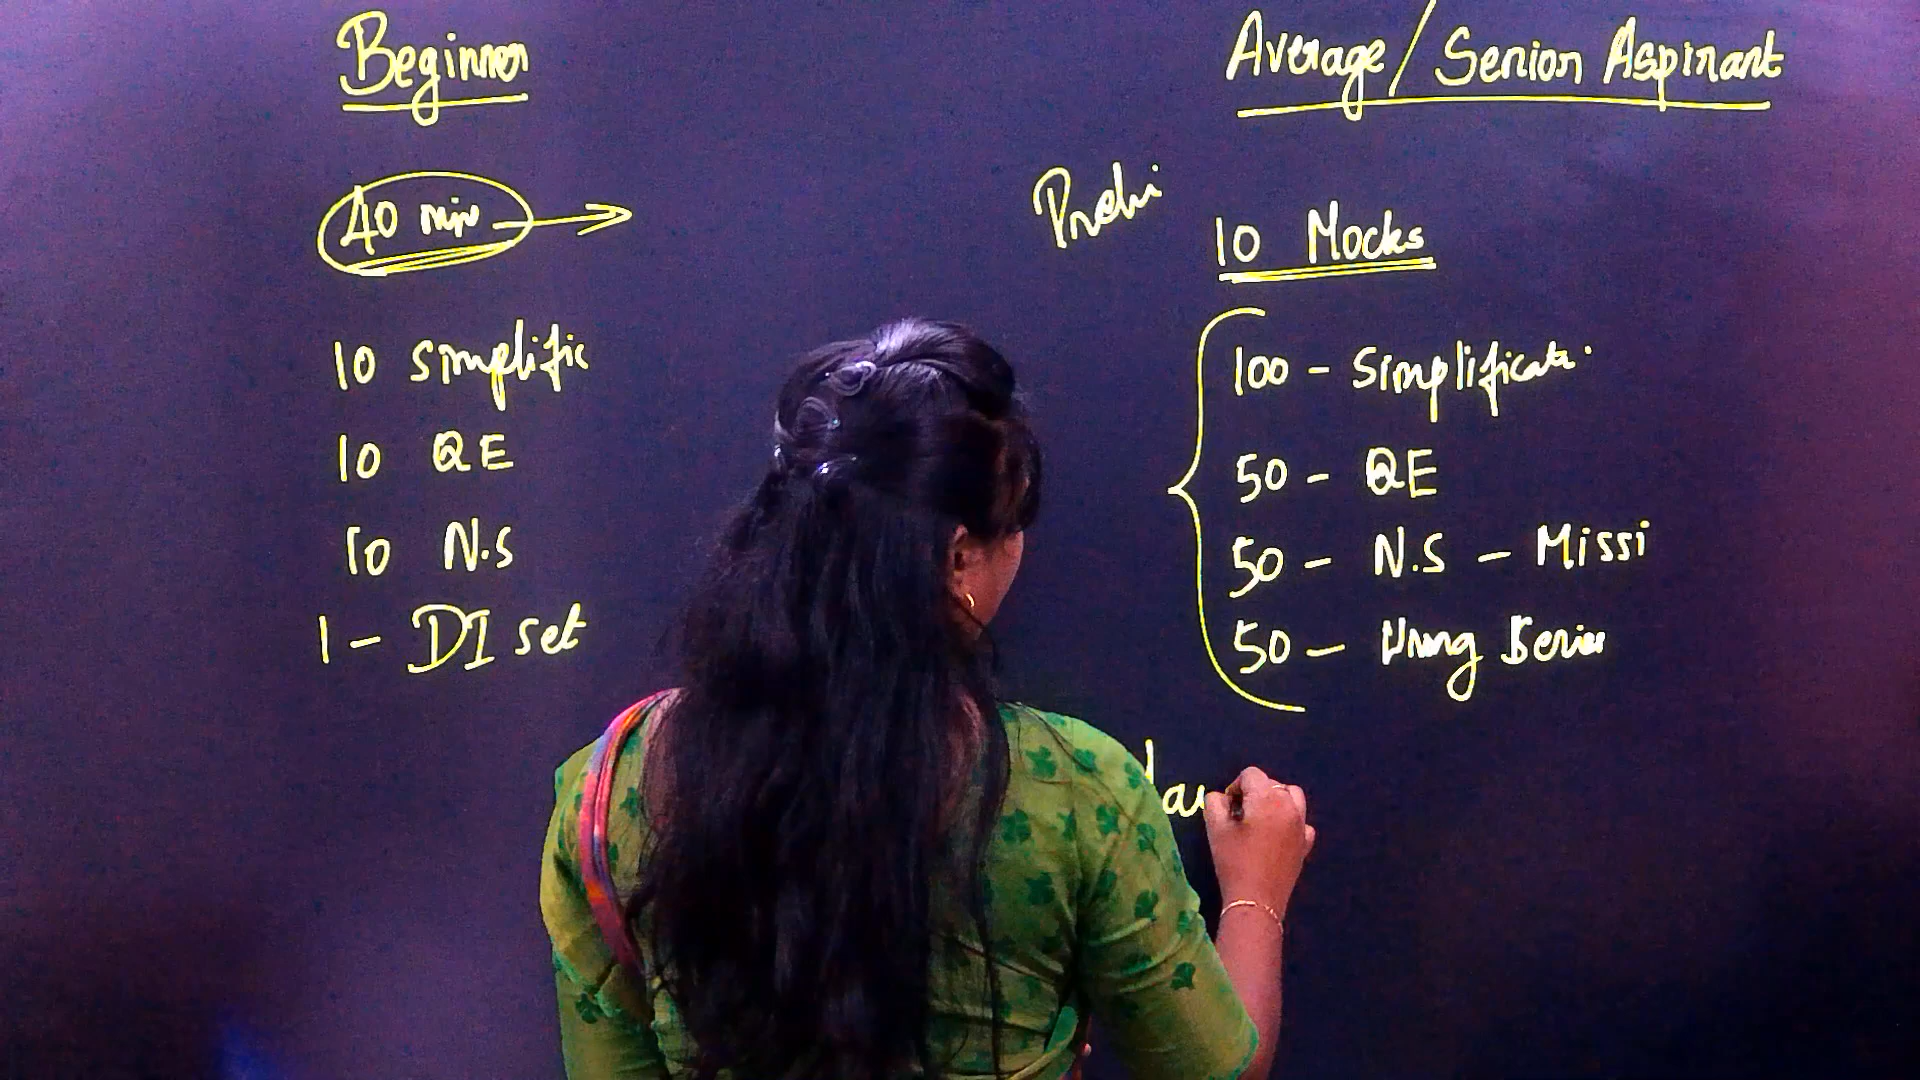 Beginner
40 min →
10 Simplific
10 QE
10 N.S
1 - DI set
Average / Senior Aspirant
Preli
10 Mocks
100 - Simplificati.
50 - QE
50 - N.S - Missi
50 - Wrong Series